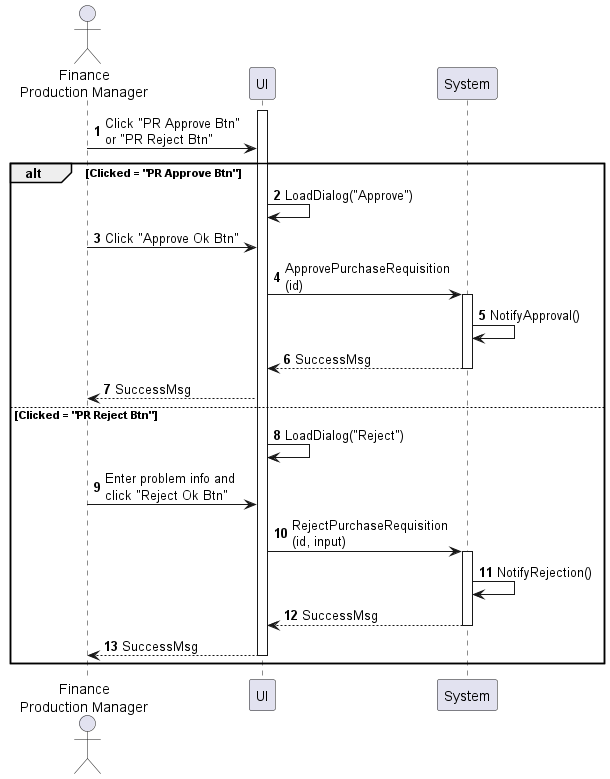 Finance
Production Manager
UI
System
1 Click "PR Approve Btn"
or "PR Reject Btn"
alt [Clicked = "PR Approve Btn"]
2 LoadDialog("Approve")
3 Click "Approve Ok Btn"
4 ApprovePurchaseRequisition
(id)
5 NotifyApproval()
6 SuccessMsg
7 SuccessMsg
[Clicked = "PR Reject Btn"]
8 LoadDialog("Reject")
9 Enter problem info and
click "Reject Ok Btn"
10 RejectPurchaseRequisition
(id, input)
11 NotifyRejection()
12 SuccessMsg
13 SuccessMsg
Finance
Production Manager
UI
System